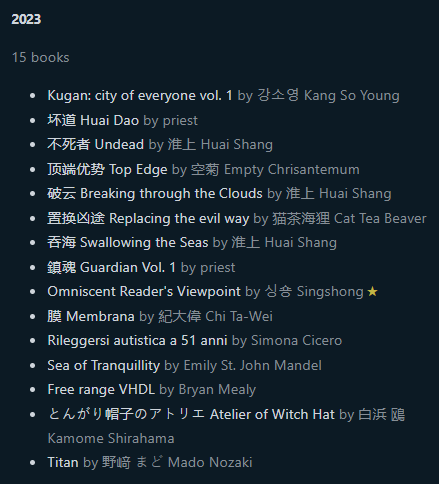 2023
15 books
Kugan: city of everyone vol. 1 by 강소영 Kang So Young
坏道 Huai Dao by priest
不死者 Undead by 淮上 Huai Shang
顶端优势 Top Edge by 空菊 Empty Chrisantemum
破云 Breaking through the Clouds by 淮上 Huai Shang
置换凶途 Replacing the evil way by 猫茶海狸 Cat Tea Beaver
吞海 Swallowing the Seas by 淮上 Huai Shang
鎮魂 Guardian Vol. 1 by priest
Omniscent Reader's Viewpoint by 싱숑 Singshong ★
膜 Membrana by 紀大偉 Chi Ta-Wei
Rileggersi autistica a 51 anni by Simona Cicero
Sea of Tranquillity by Emily St. John Mandel
Free range VHDL by Bryan Mealy
とんがり帽子のアトリエ Atelier of Witch Hat by 白浜 鴎
Kamome Shirahama
Titan by 野﨑 まど Mado Nozaki